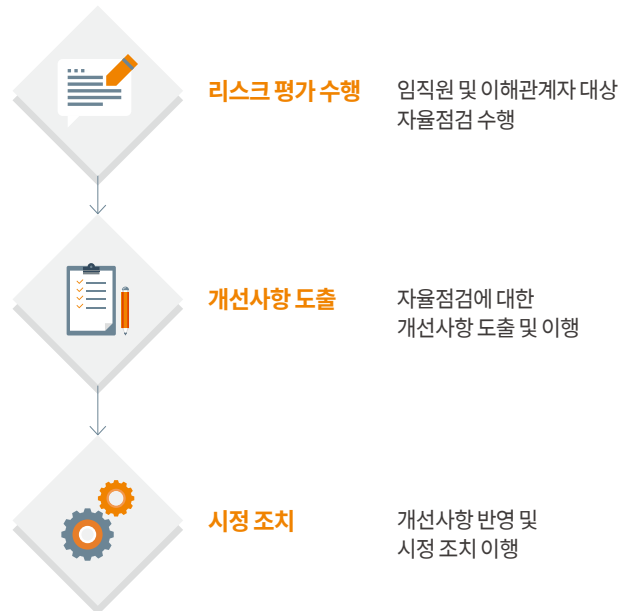 리스크 평가 수행
임직원 및 이해관계자 대상
자율점검 수행
개선사항 도출
자율점검에 대한
개선사항 도출 및 이행
시정 조치
개선사항 반영 및
시정 조치 이행